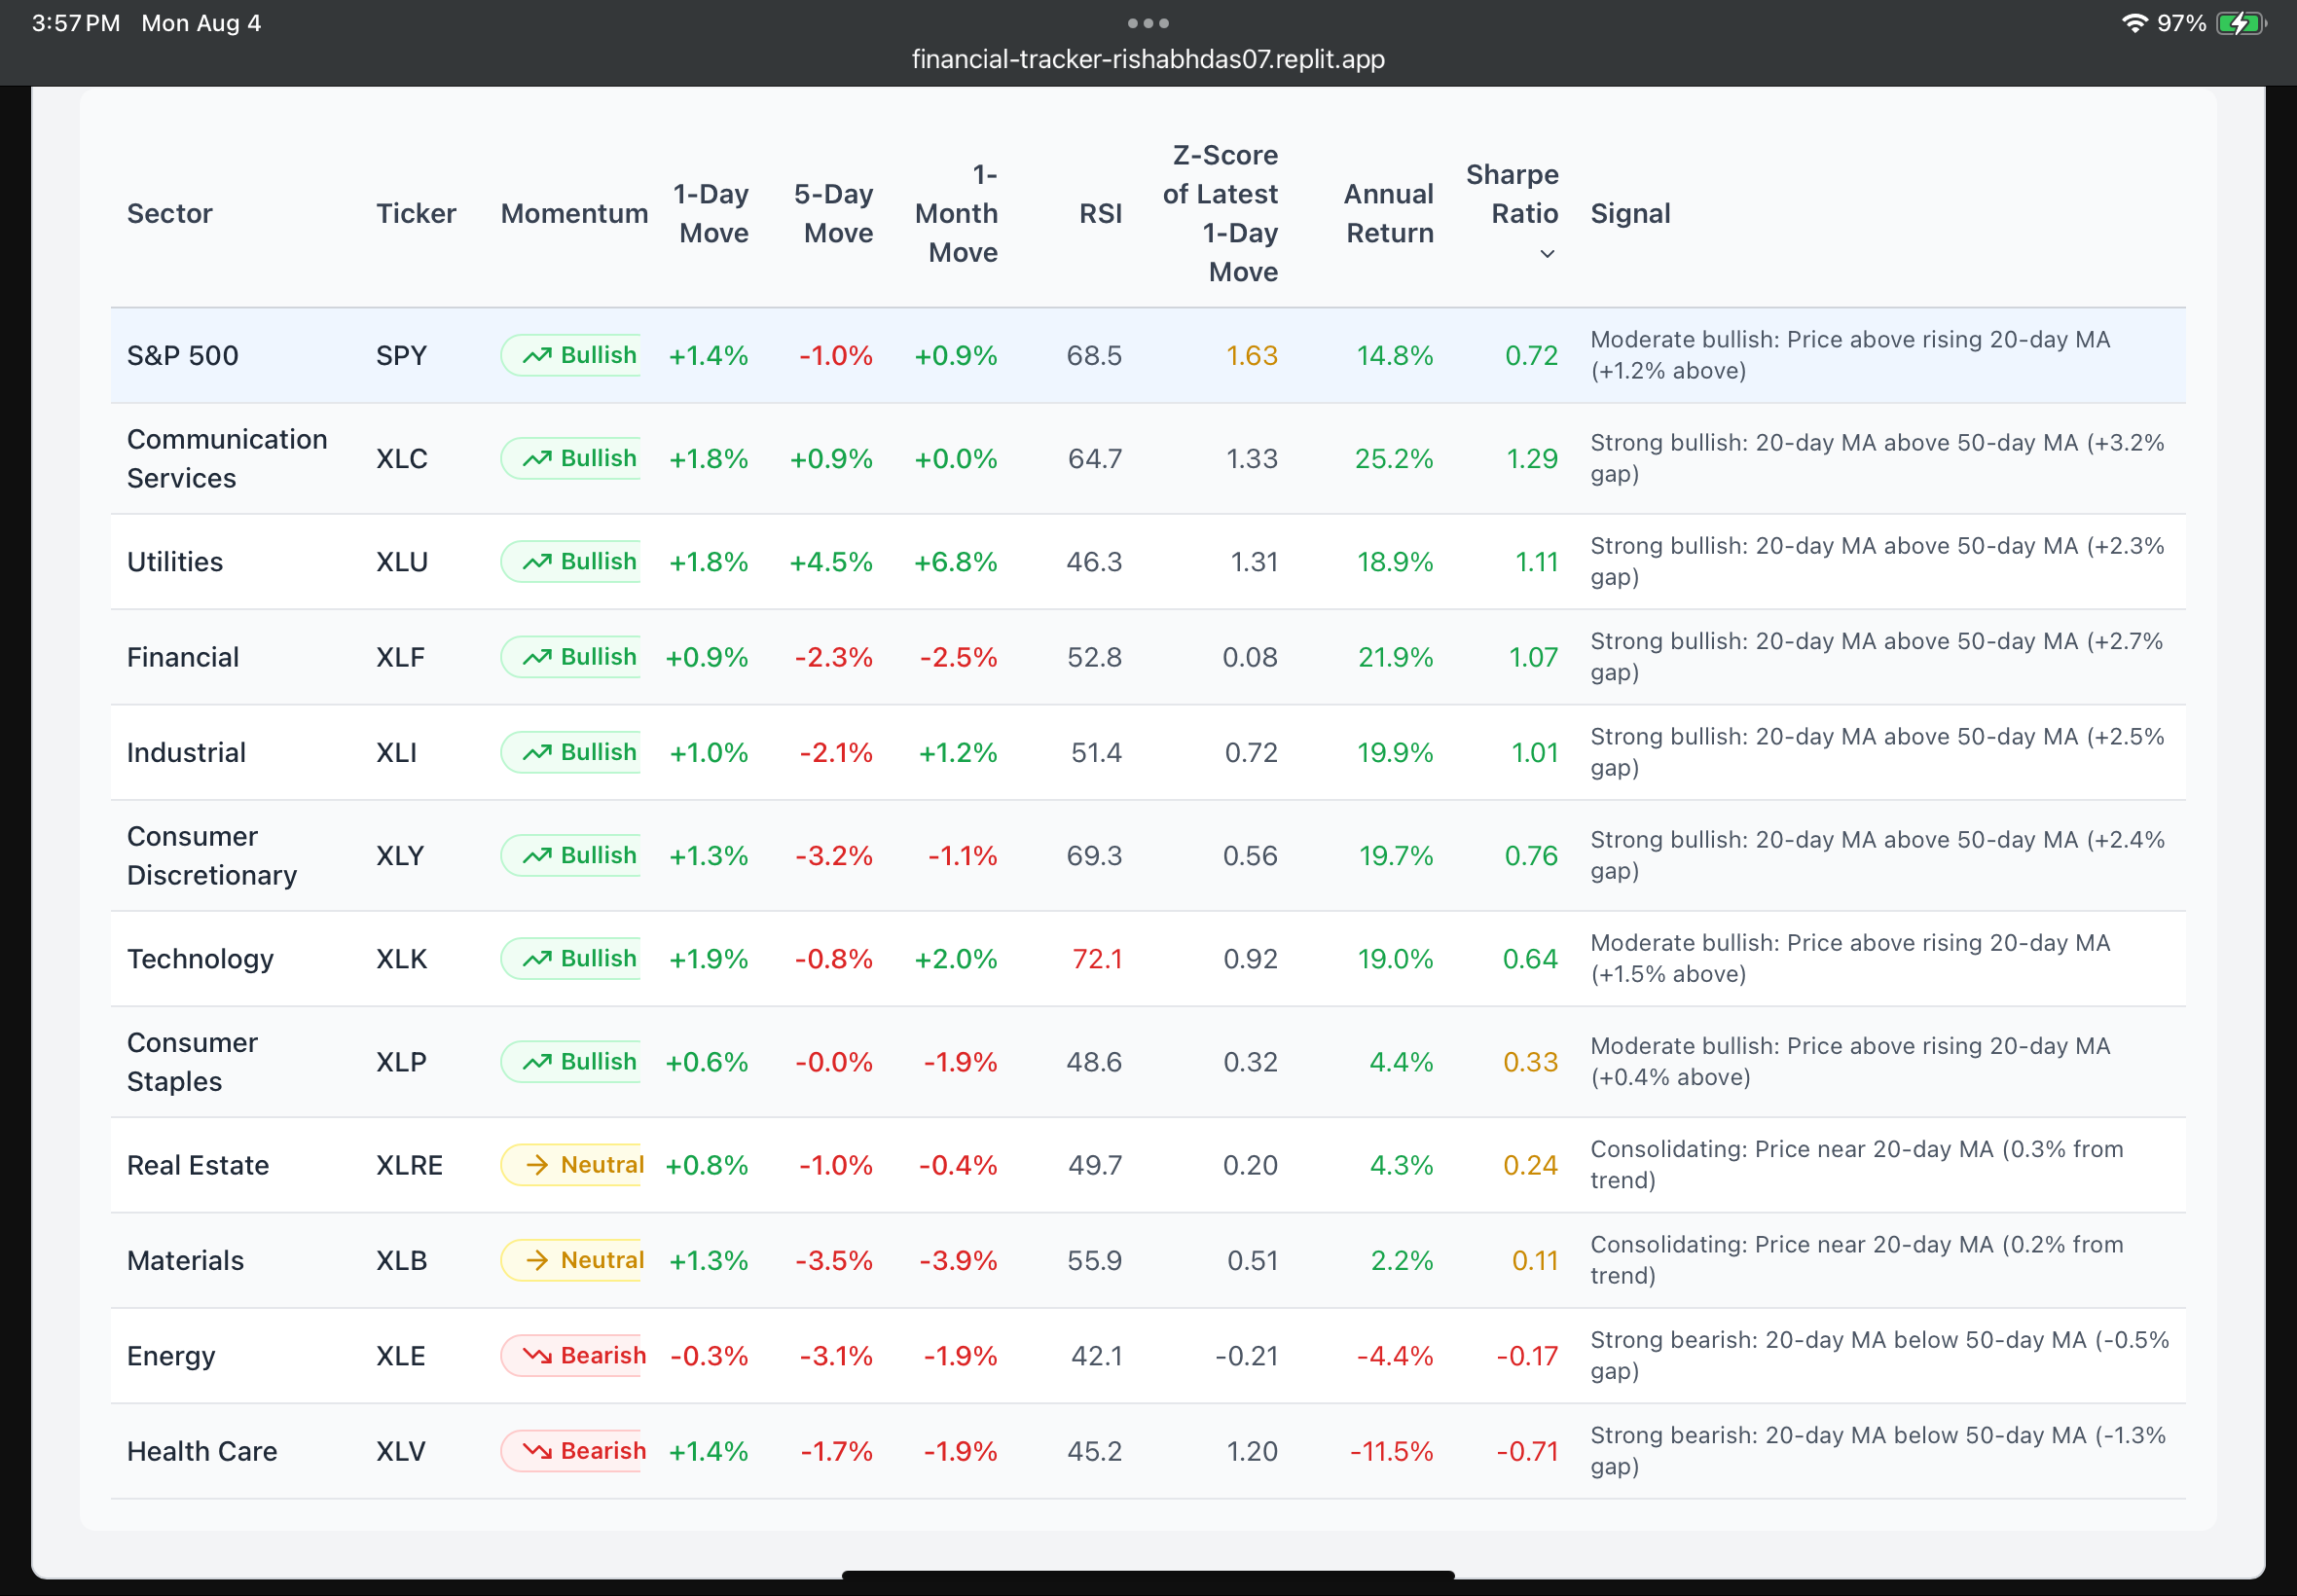 3:57 PM Mon Aug 4
97%
financial-tracker-rishabhdas07.replit.app
Sector Ticker Momentum 1-Day Move 5-Day Move 1-Month Move RSI Z-Score of Latest 1-Day Move Annual Return Sharpe Ratio Signal
S&P 500 SPY Bullish +1.4% -1.0% +0.9% 68.5 1.63 14.8% 0.72 Moderate bullish: Price above rising 20-day MA (+1.2% above)
Communication Services XLC Bullish +1.8% +0.9% +0.0% 64.7 1.33 25.2% 1.29 Strong bullish: 20-day MA above 50-day MA (+3.2% gap)
Utilities XLU Bullish +1.8% +4.5% +6.8% 46.3 1.31 18.9% 1.11 Strong bullish: 20-day MA above 50-day MA (+2.3% gap)
Financial XLF Bullish +0.9% -2.3% -2.5% 52.8 0.08 21.9% 1.07 Strong bullish: 20-day MA above 50-day MA (+2.7% gap)
Industrial XLI Bullish +1.0% -2.1% +1.2% 51.4 0.72 19.9% 1.01 Strong bullish: 20-day MA above 50-day MA (+2.5% gap)
Consumer Discretionary XLY Bullish +1.3% -3.2% -1.1% 69.3 0.56 19.7% 0.76 Strong bullish: 20-day MA above 50-day MA (+2.4% gap)
Technology XLK Bullish +1.9% -0.8% +2.0% 72.1 0.92 19.0% 0.64 Moderate bullish: Price above rising 20-day MA (+1.5% above)
Consumer Staples XLP Bullish +0.6% -0.0% -1.9% 48.6 0.32 4.4% 0.33 Moderate bullish: Price above rising 20-day MA (+0.4% above)
Real Estate XLRE Neutral +0.8% -1.0% -0.4% 49.7 0.20 4.3% 0.24 Consolidating: Price near 20-day MA (0.3% from trend)
Materials XLB Neutral +1.3% -3.5% -3.9% 55.9 0.51 2.2% 0.11 Consolidating: Price near 20-day MA (0.2% from trend)
Energy XLE Bearish -0.3% -3.1% -1.9% 42.1 -0.21 -4.4% -0.17 Strong bearish: 20-day MA below 50-day MA (-0.5% gap)
Health Care XLV Bearish +1.4% -1.7% -1.9% 45.2 1.20 -11.5% -0.71 Strong bearish: 20-day MA below 50-day MA (-1.3% gap)